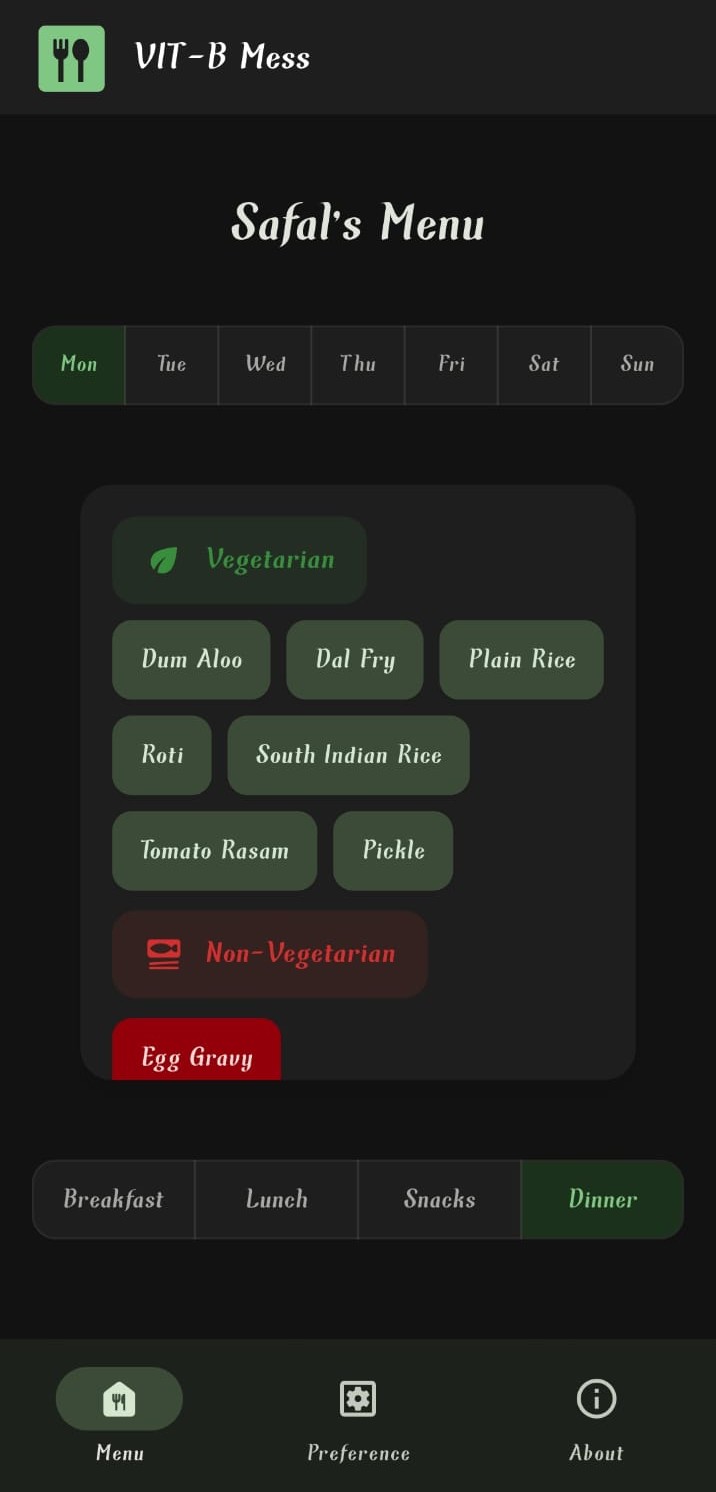 VIT-B Mess
Safal's Menu
Mon Tue Wed Thu Fri Sat Sun
Vegetarian
Dum Aloo Dal Fry Plain Rice
Roti South Indian Rice
Tomato Rasam Pickle
Non-Vegetarian
Egg Gravy
Breakfast Lunch Snacks Dinner
Menu Preference About